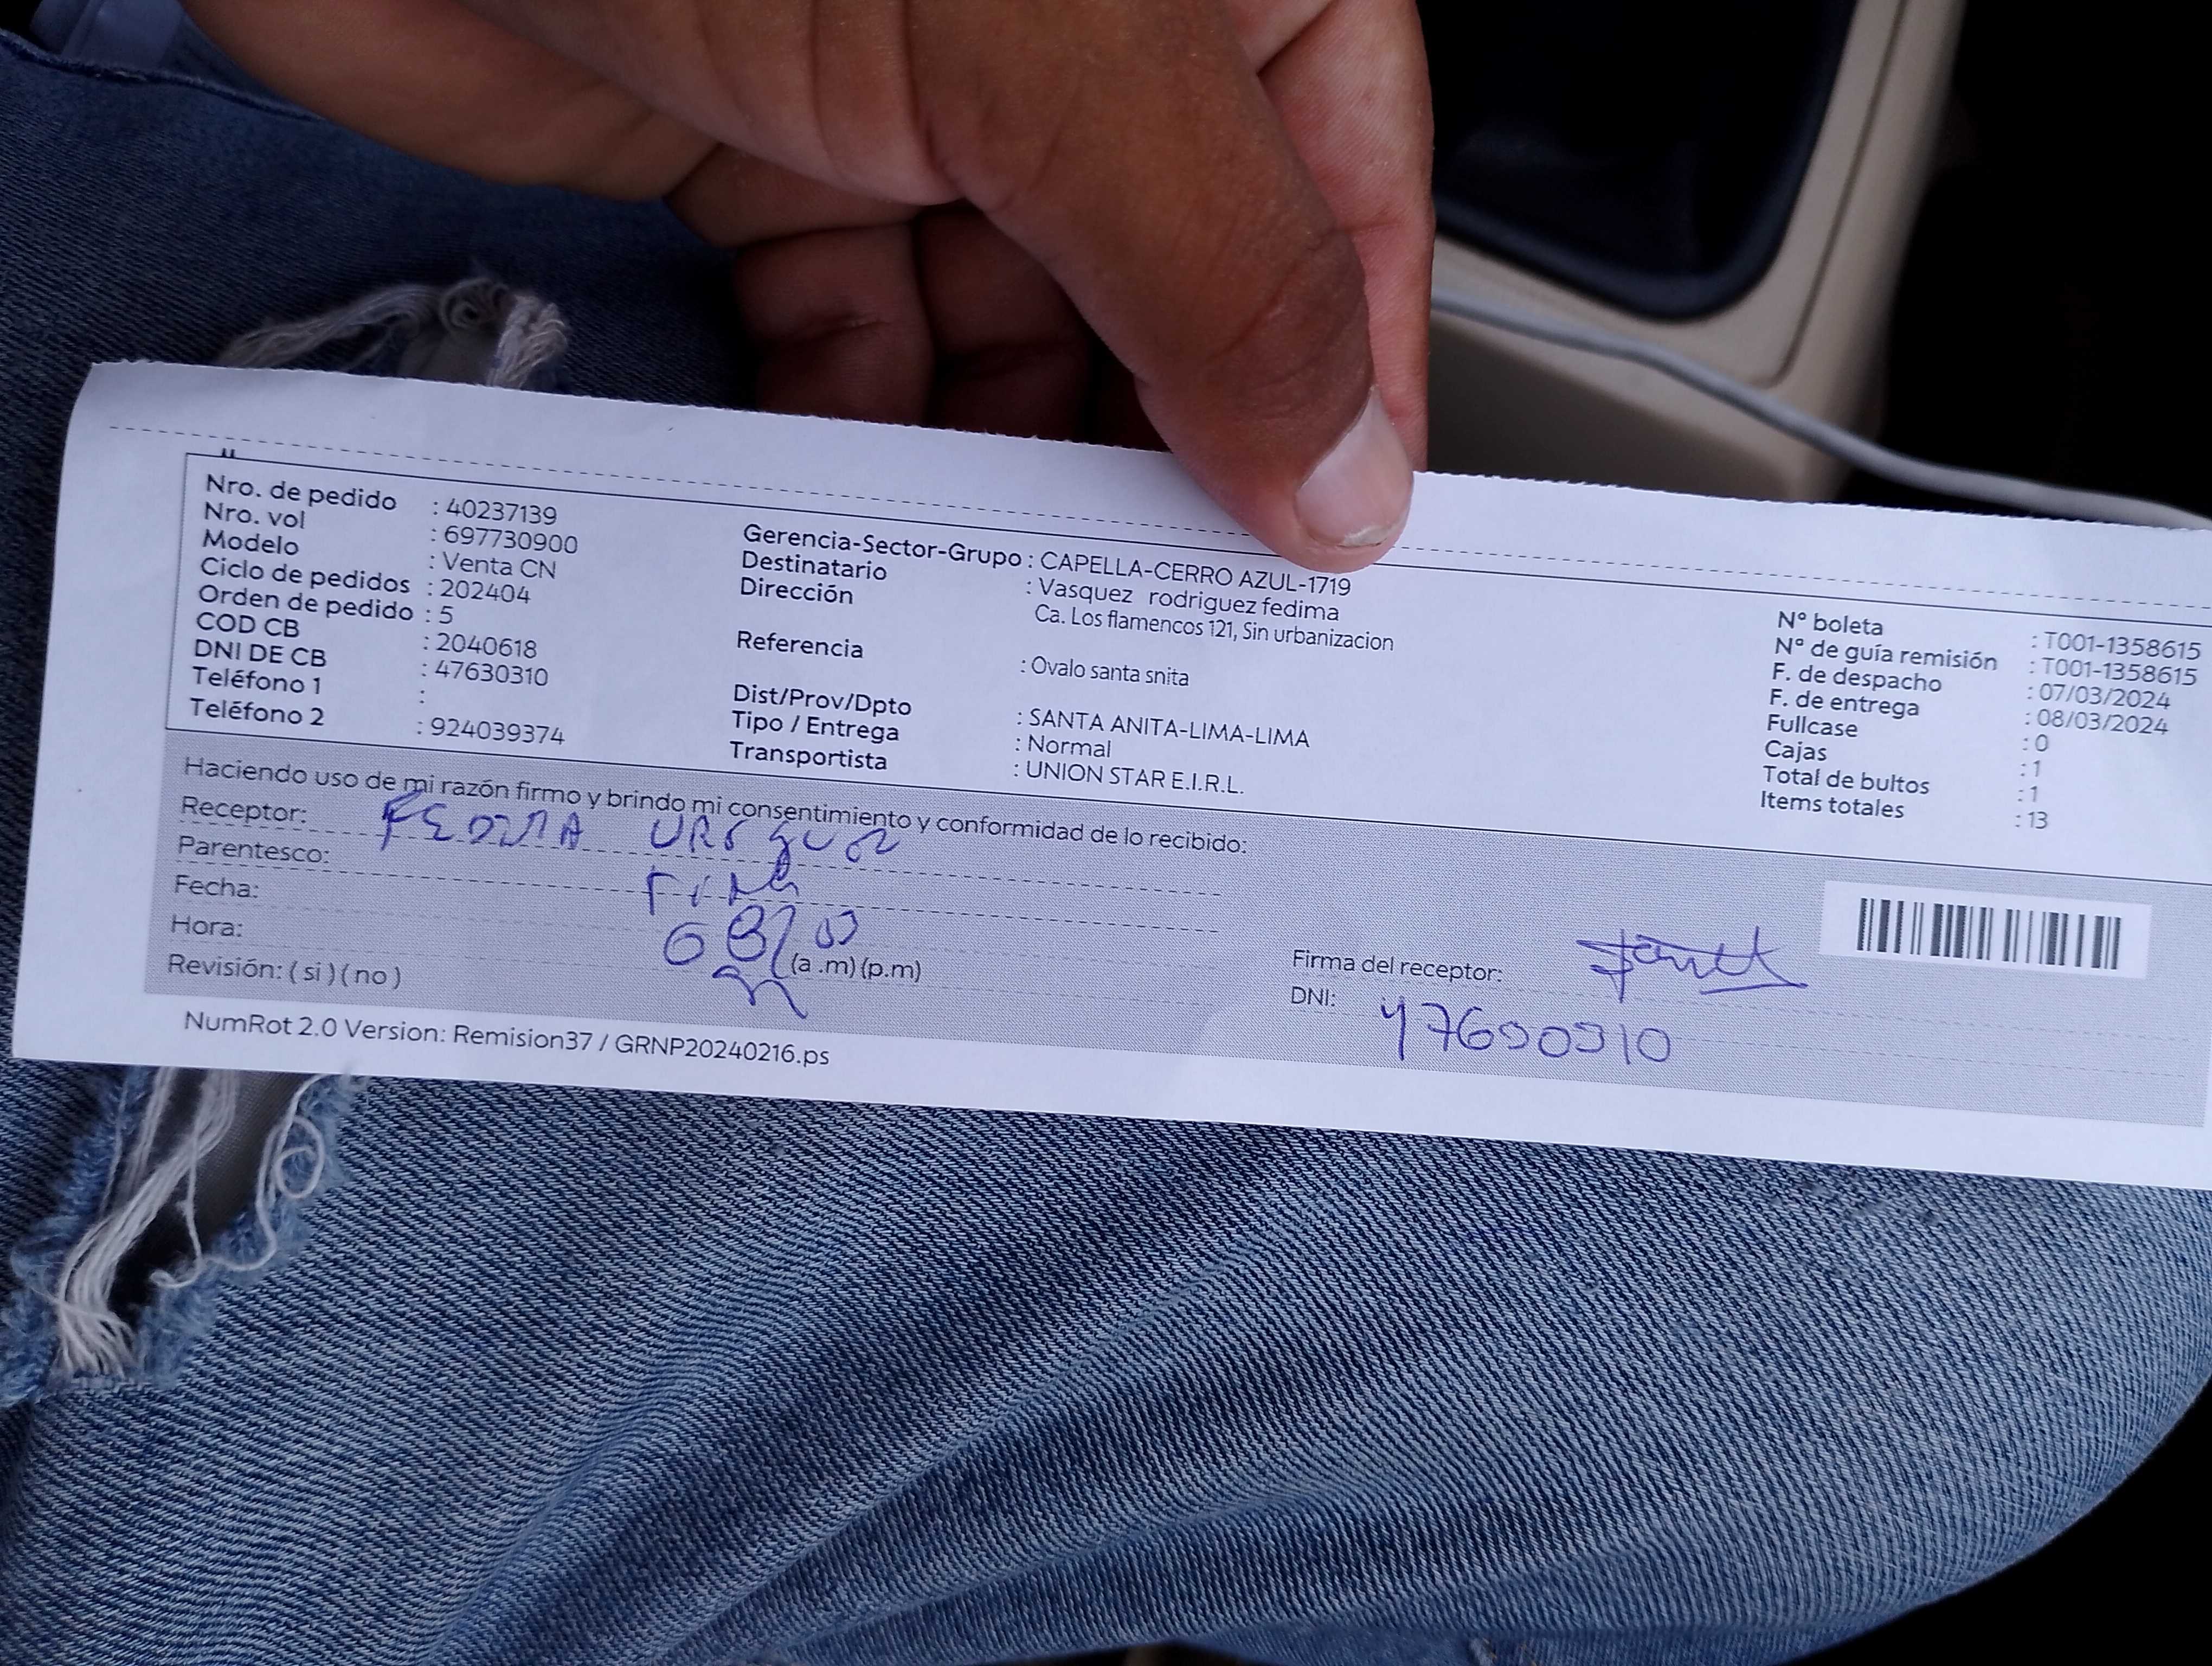 Nro. de pedido : 40237139
Nro. vol : 697730900
Modelo : Venta CN
Ciclo de pedidos : 202404
Orden de pedido : 5
COD CB : 2040618
DNI DE CB : 47630310
Teléfono 1 :
Teléfono 2 : 924039374
Gerencia-Sector-Grupo : CAPELLA-CERRO AZUL-1719
Destinatario : Vasquez rodriguez fedima
Dirección Ca. Los flamencos 121, Sin urbanizacion
Referencia : Ovalo santa snita
Dist/Prov/Dpto : SANTA ANITA-LIMA-LIMA
Tipo / Entrega : Normal
Transportista : UNION STAR E.I.R.L.
N° boleta : T001-1358615
N° de guía remisión : T001-1358615
F. de despacho : 07/03/2024
F. de entrega : 08/03/2024
Fullcase : 0
Cajas : 1
Total de bultos : 1
Items totales : 13
Haciendo uso de mi razón firmo y brindo mi consentimiento y conformidad de lo recibido:
Receptor:
Parentesco:
Fecha:
Hora: (a .m) (p.m)
Revisión: ( si ) ( no )
Firma del receptor:
DNI:
NumRot 2.0 Version: Remision37 / GRNP20240216.ps